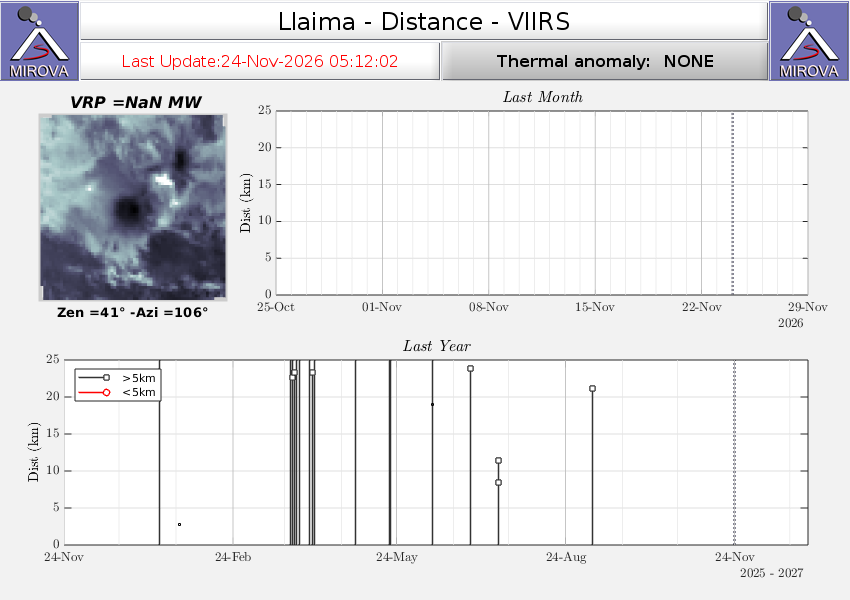 Llaima - Distance - VIIRS
MIROVA
Last Update:24-Nov-2026 05:12:02
Thermal anomaly: NONE
MIROVA
VRP =NaN MW
Zen =41° -Azi =106°
Last Month
Dist (km)
25
20
15
10
5
0
25-Oct 01-Nov 08-Nov 15-Nov 22-Nov 29-Nov
2026
Last Year
Dist (km)
25
20
15
10
5
0
>5km
<5km
24-Nov 24-Feb 24-May 24-Aug 24-Nov
2025 - 2027